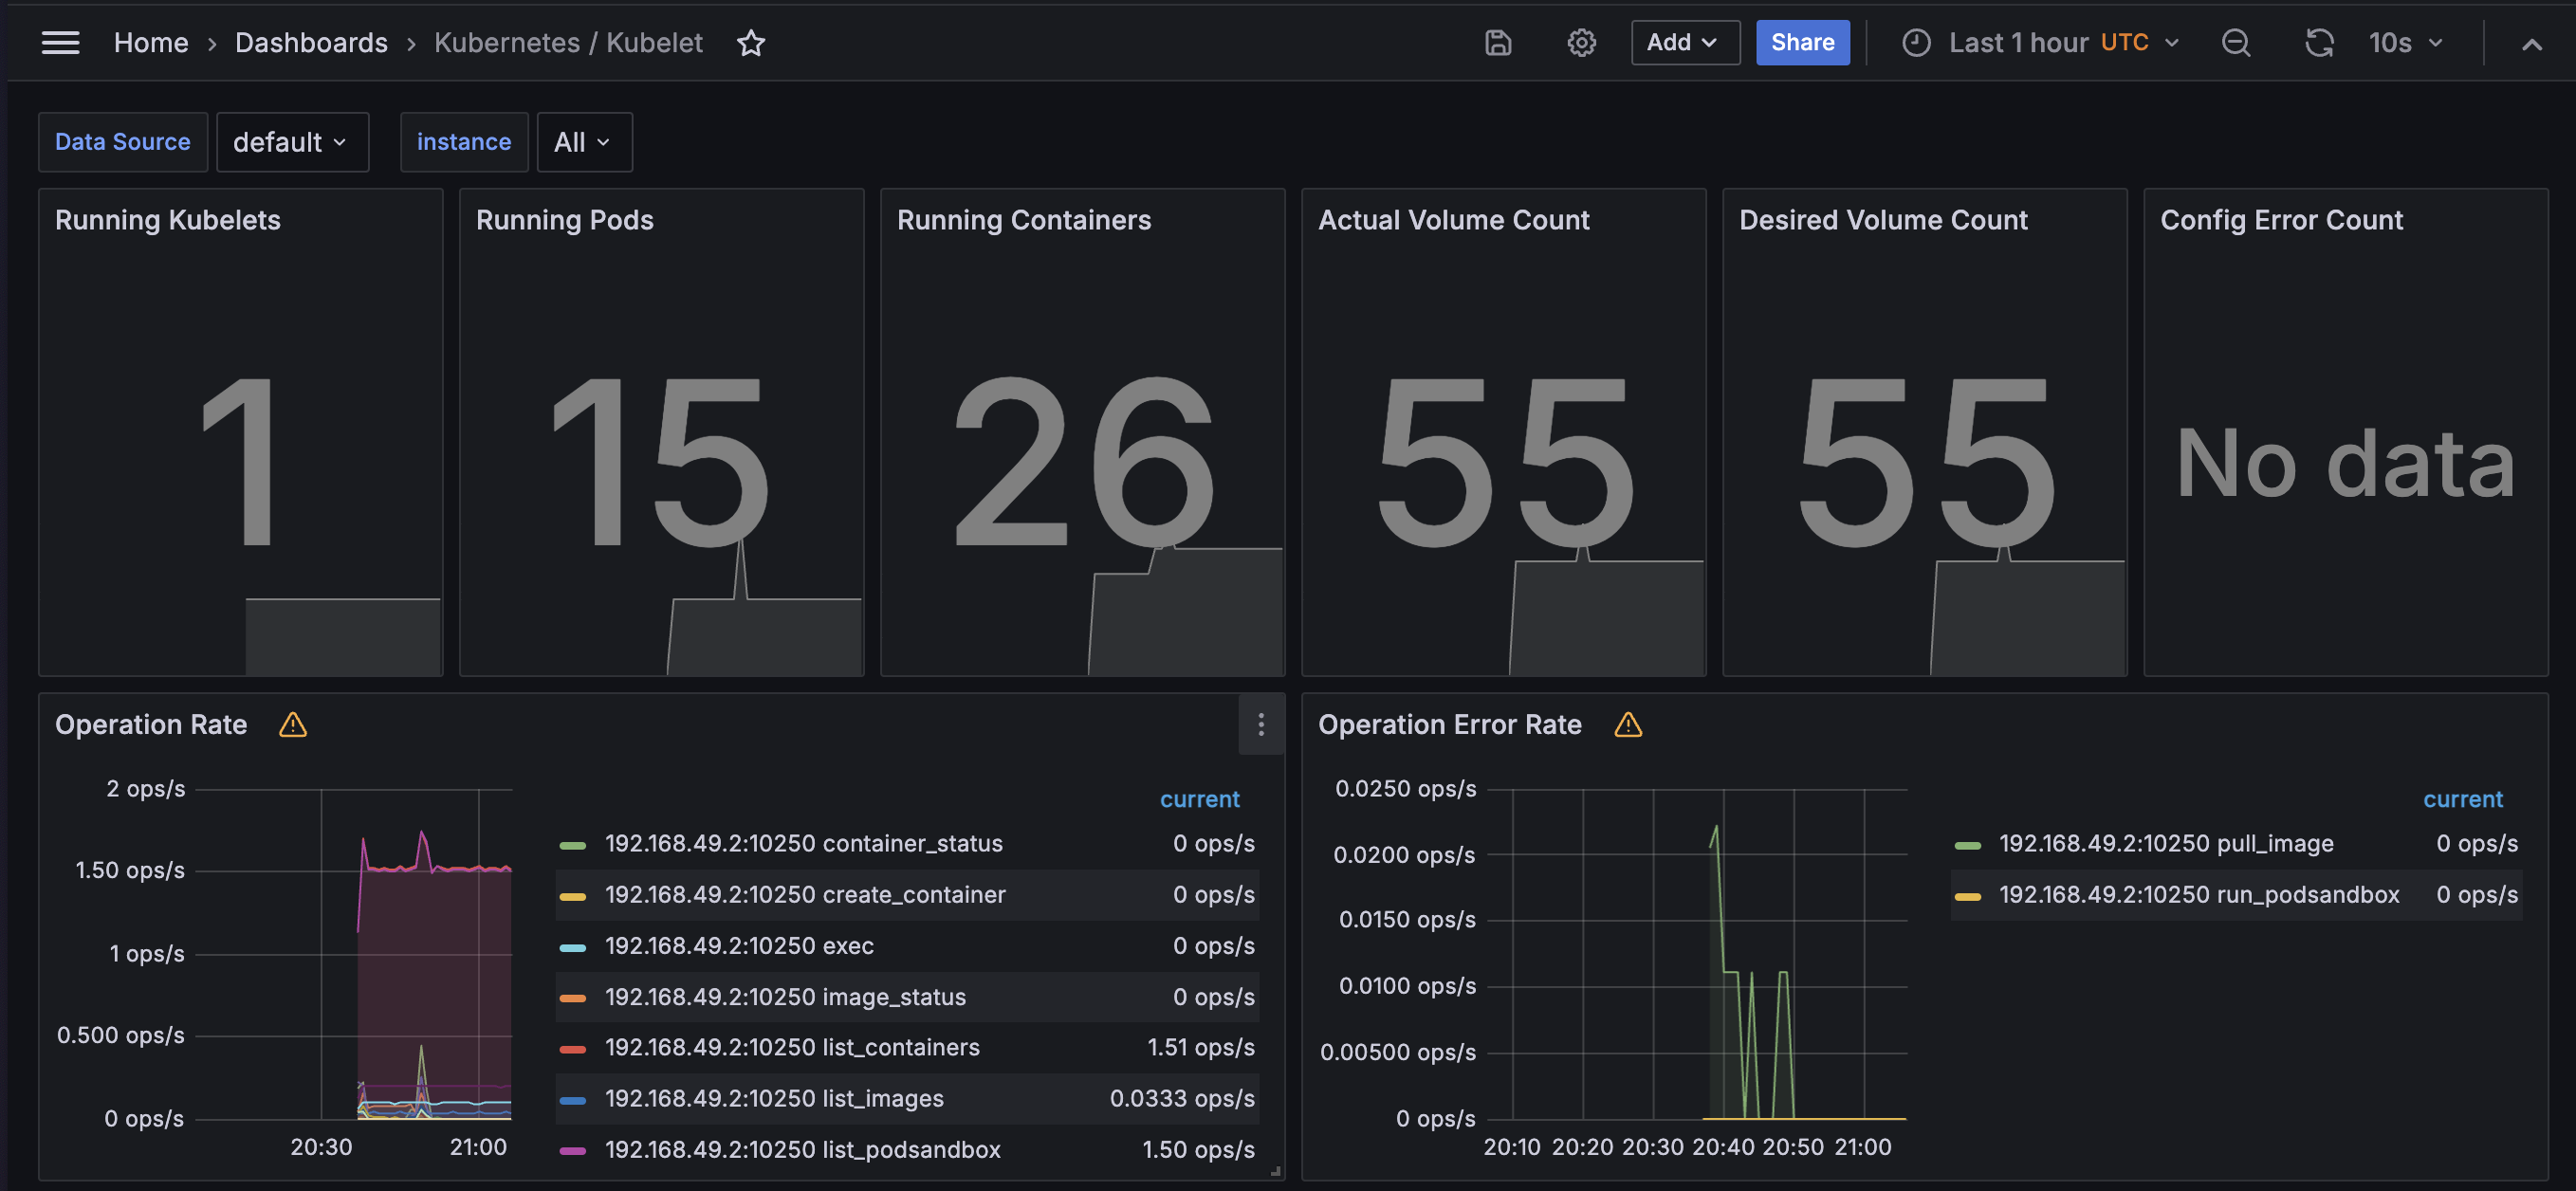 Home > Dashboards > Kubernetes / Kubelet
Add
Share
Last 1 hour UTC
10s
Data Source default
instance All
Running Kubelets
1
Running Pods
15
Running Containers
26
Actual Volume Count
55
Desired Volume Count
55
Config Error Count
No data
Operation Rate
2 ops/s
1.50 ops/s
1 ops/s
0.500 ops/s
0 ops/s
20:30 21:00
current
192.168.49.2:10250 container_status 0 ops/s
192.168.49.2:10250 create_container 0 ops/s
192.168.49.2:10250 exec 0 ops/s
192.168.49.2:10250 image_status 0 ops/s
192.168.49.2:10250 list_containers 1.51 ops/s
192.168.49.2:10250 list_images 0.0333 ops/s
192.168.49.2:10250 list_podsandbox 1.50 ops/s
Operation Error Rate
0.0250 ops/s
0.0200 ops/s
0.0150 ops/s
0.0100 ops/s
0.00500 ops/s
0 ops/s
20:10 20:20 20:30 20:40 20:50 21:00
current
192.168.49.2:10250 pull_image 0 ops/s
192.168.49.2:10250 run_podsandbox 0 ops/s